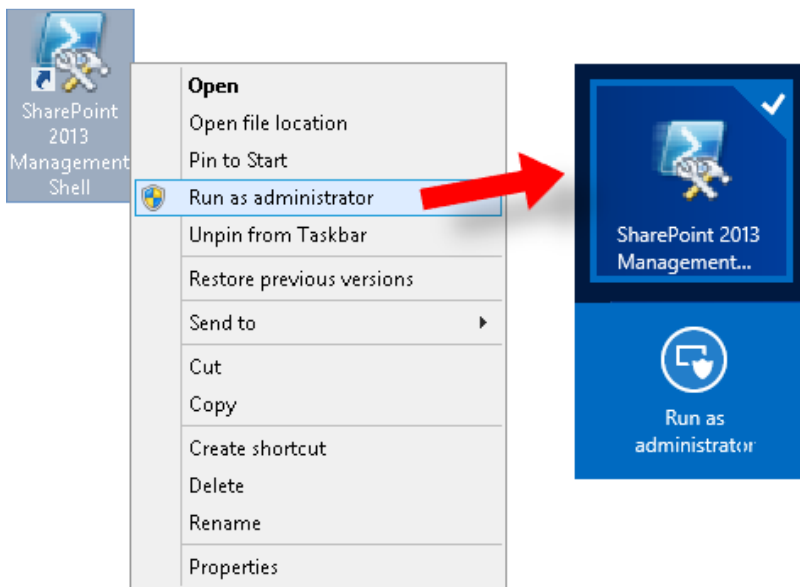 SharePoint
2013
Management
Shell
Open
Open file location
Pin to Start
Run as administrator
Unpin from Taskbar
Restore previous versions
Send to
Cut
Copy
Create shortcut
Delete
Rename
Properties
SharePoint 2013
Management...
Run as
administrator